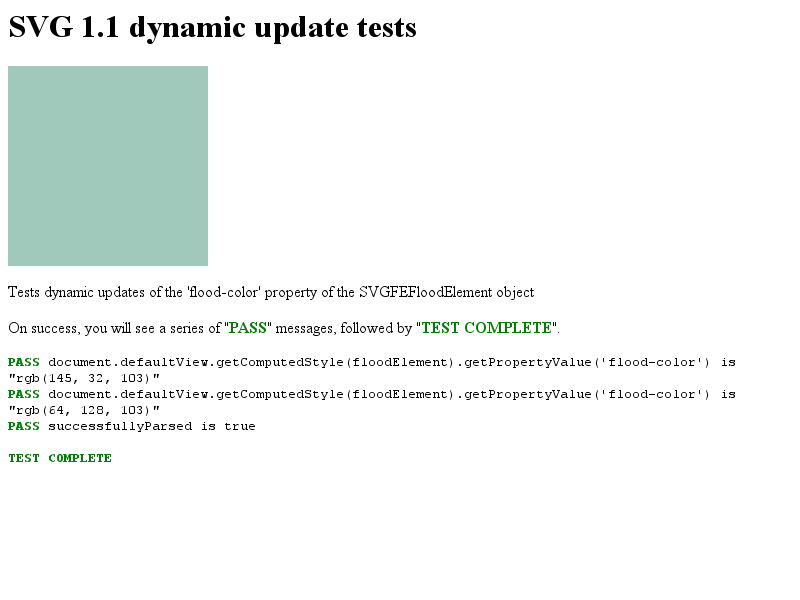 SVG 1.1 dynamic update tests
Tests dynamic updates of the 'flood-color' property of the SVGFEFloodElement object
On success, you will see a series of "PASS" messages, followed by "TEST COMPLETE".
PASS document.defaultView.getComputedStyle(floodElement).getPropertyValue('flood-color') is
"rgb(145, 32, 103)"
PASS document.defaultView.getComputedStyle(floodElement).getPropertyValue('flood-color') is
"rgb(64, 128, 103)"
PASS successfullyParsed is true
TEST COMPLETE